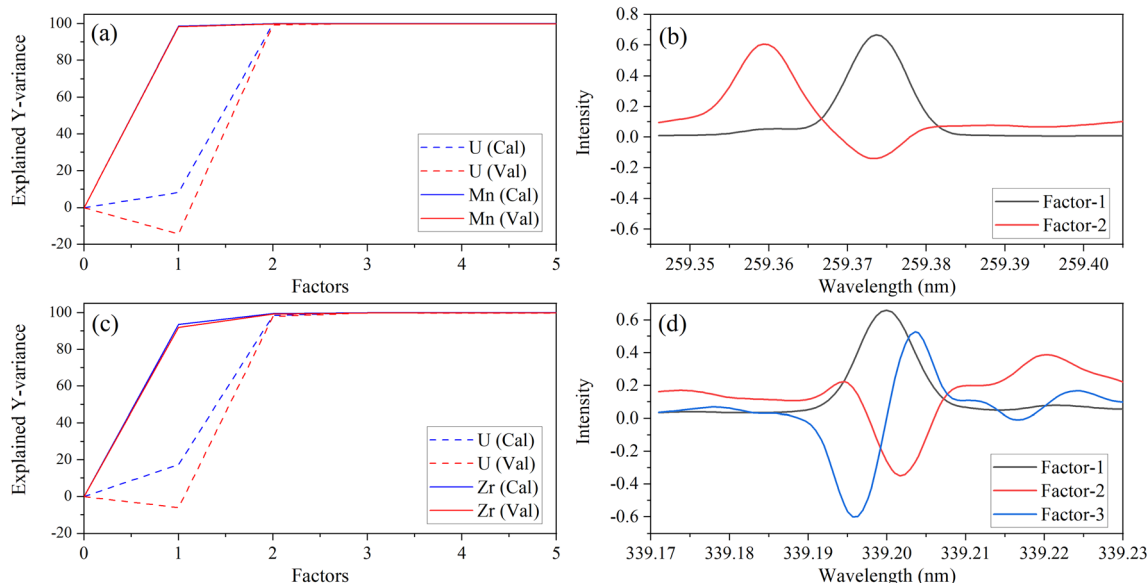 (a)
Explained Y-variance
100
80
60
40
20
0
-20
U (Cal)
U (Val)
Mn (Cal)
Mn (Val)
0 1 2 3 4 5
Factors
(b)
Intensity
0.8
0.6
0.4
0.2
0.0
-0.2
-0.4
-0.6
Factor-1
Factor-2
259.35 259.36 259.37 259.38 259.39 259.40
Wavelength (nm)
(c)
Explained Y-variance
100
80
60
40
20
0
-20
U (Cal)
U (Val)
Zr (Cal)
Zr (Val)
0 1 2 3 4 5
Factors
(d)
Intensity
0.6
0.4
0.2
0.0
-0.2
-0.4
-0.6
Factor-1
Factor-2
Factor-3
339.17 339.18 339.19 339.20 339.21 339.22 339.23
Wavelength (nm)